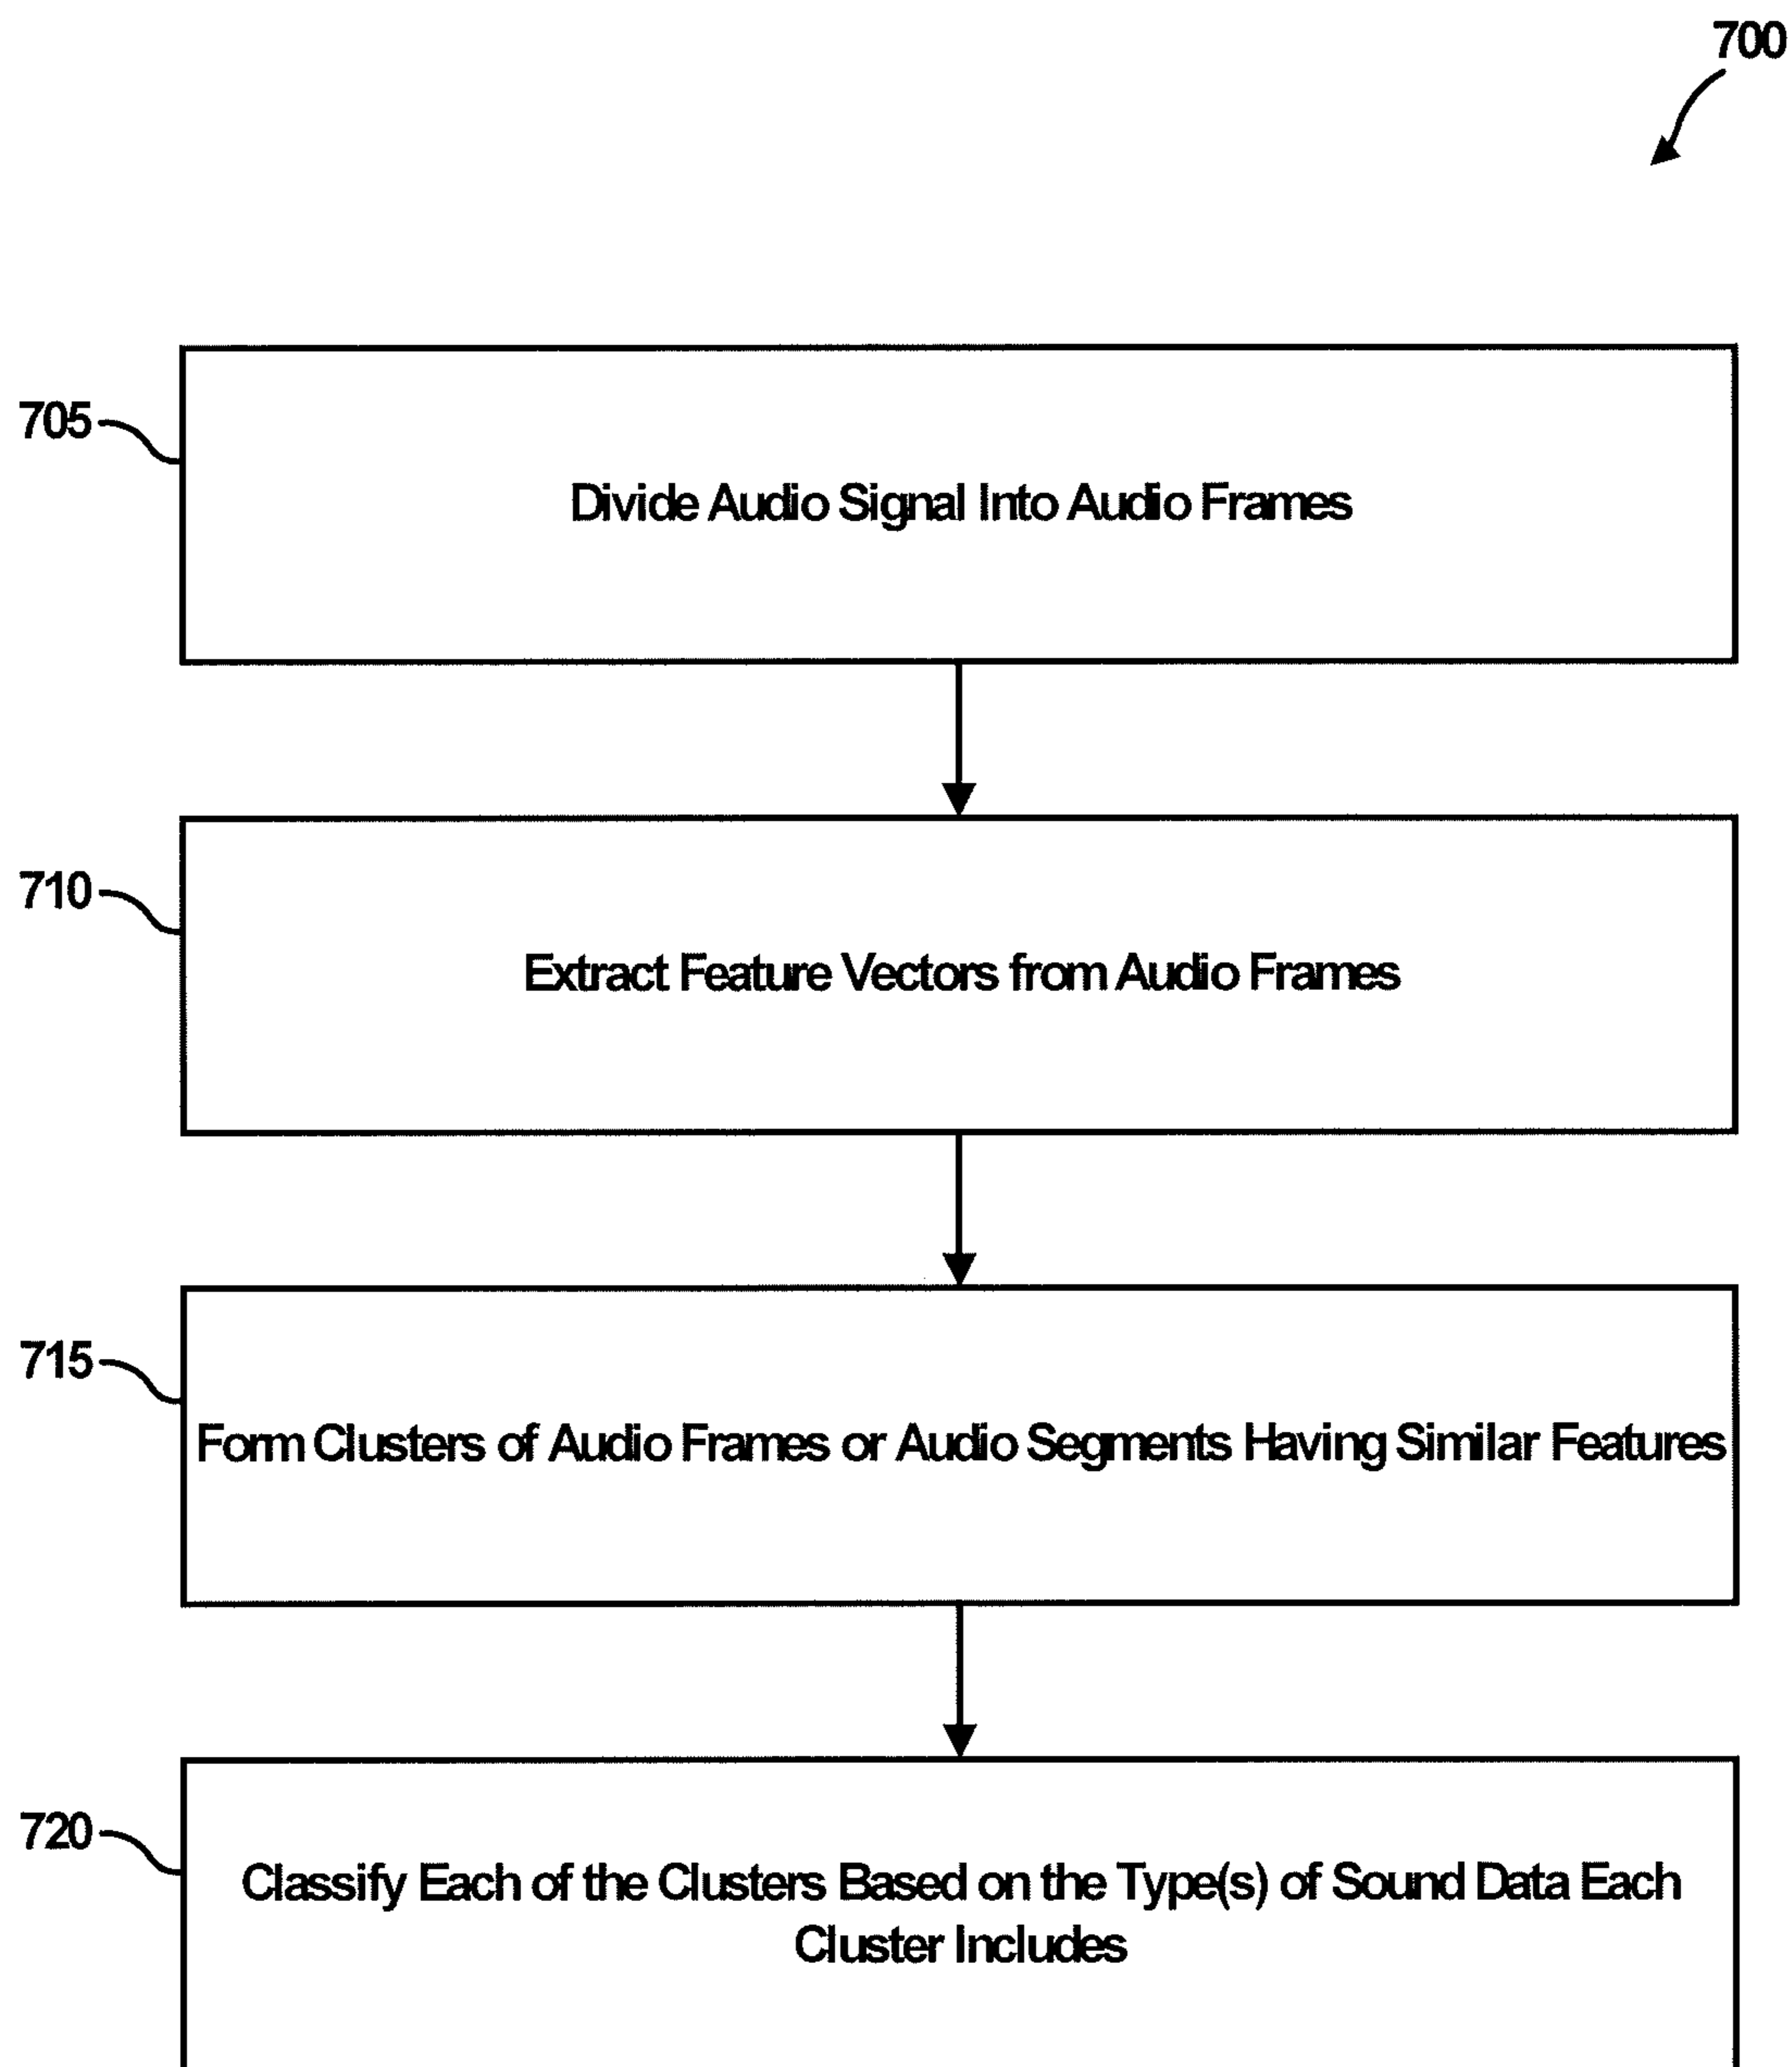 700
705
Divide Audio Signal Into Audio Frames
710
Extract Feature Vectors from Audio Frames
715
Form Clusters of Audio Frames or Audio Segments Having Similar Features
720
Classify Each of the Clusters Based on the Type(s) of Sound Data Each
Cluster Includes